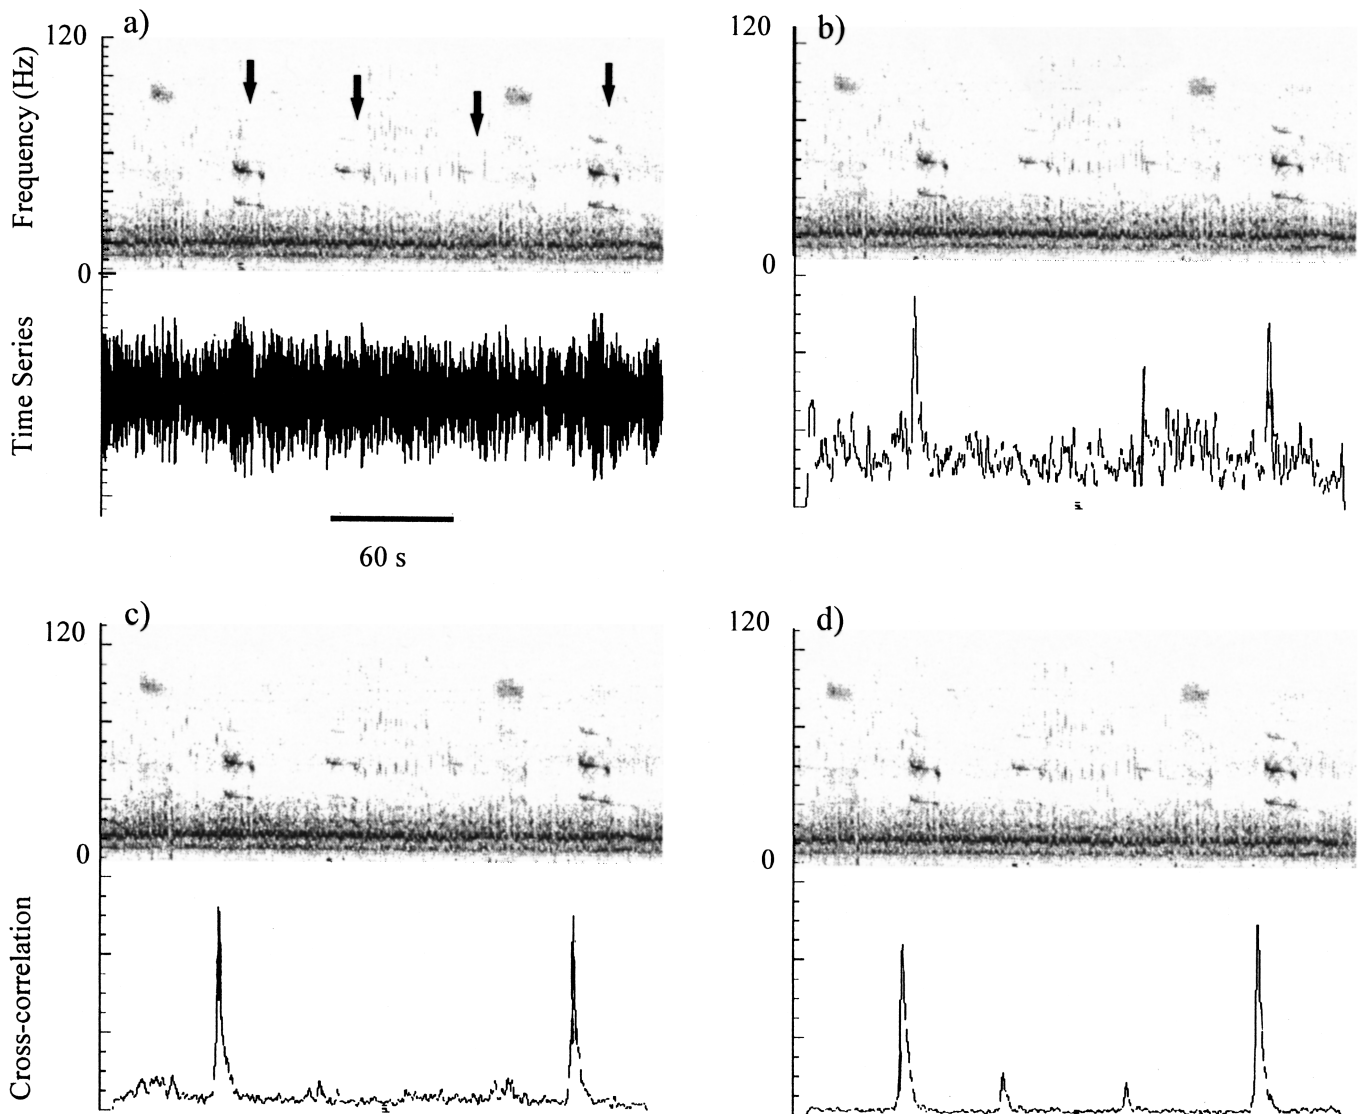 a)
120
Frequency (Hz)
0
Time Series
60 s
b)
120
0
c)
120
0
Cross-correlation
d)
120
0